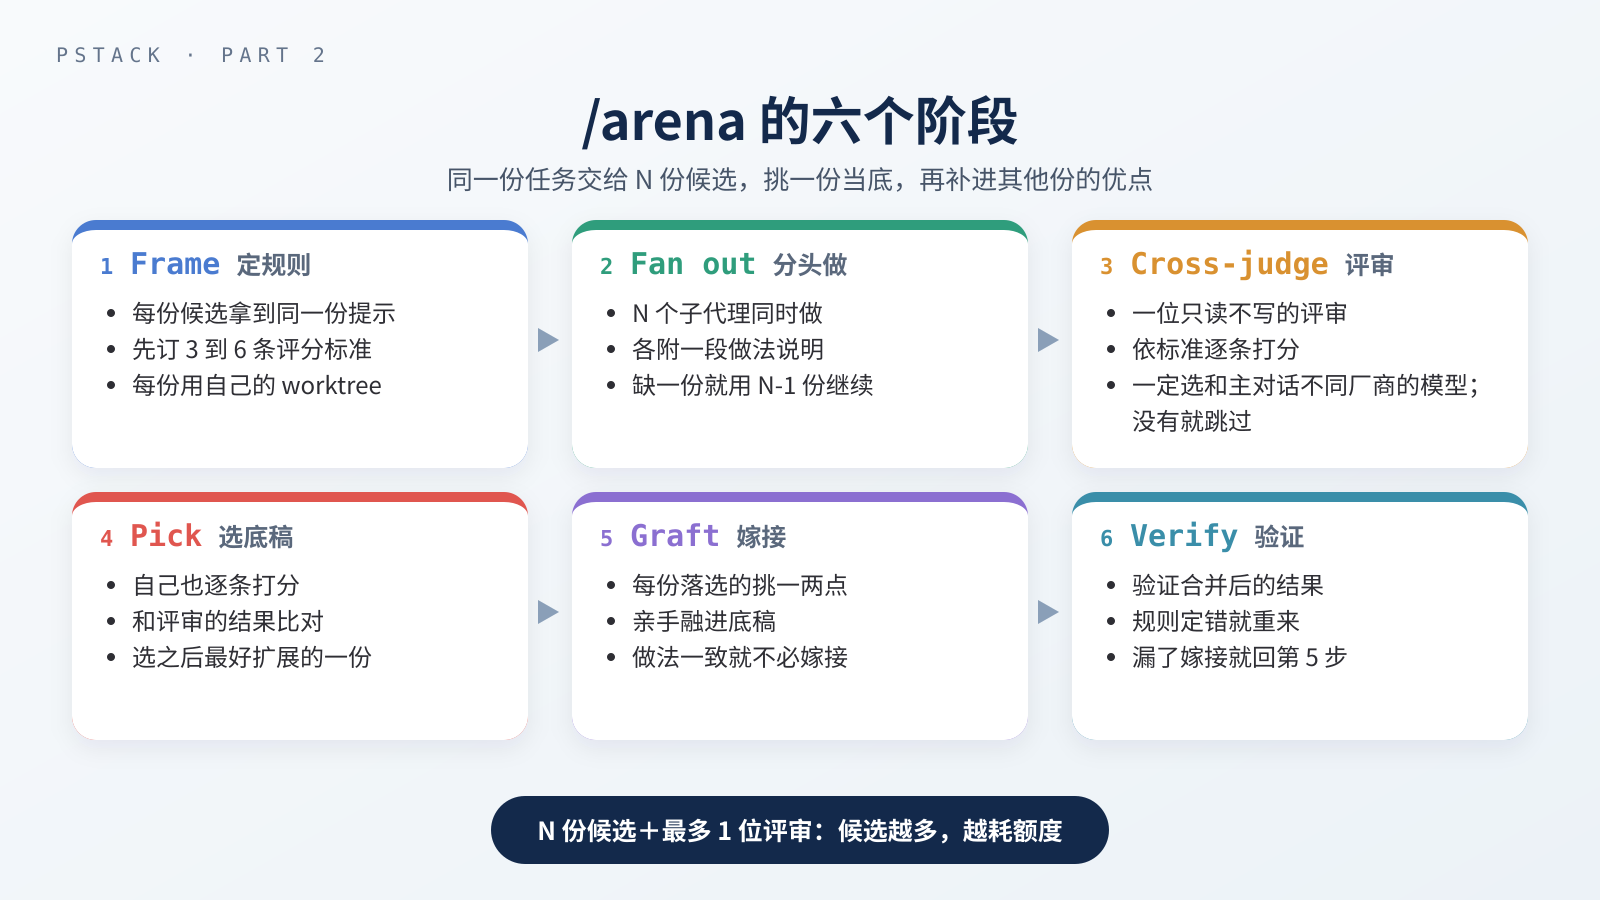 PSTACK · PART 2
/arena 的六个阶段
同一份任务交给 N 份候选，挑一份当底，再补进其他份的优点
1 Frame 定规则
• 每份候选拿到同一份提示
• 先订 3 到 6 条评分标准
• 每份用自己的 worktree
2 Fan out 分头做
• N 个子代理同时做
• 各附一段做法说明
• 缺一份就用 N-1 份继续
3 Cross-judge 评审
• 一位只读不写的评审
• 依标准逐条打分
• 一定选和主对话不同厂商的模型；
没有就跳过
4 Pick 选底稿
• 自己也逐条打分
• 和评审的结果比对
• 选之后最好扩展的一份
5 Graft 嫁接
• 每份落选的挑一两点
• 亲手融进底稿
• 做法一致就不必嫁接
6 Verify 验证
• 验证合并后的结果
• 规则定错就重来
• 漏了嫁接就回第 5 步
N 份候选＋最多 1 位评审：候选越多，越耗额度